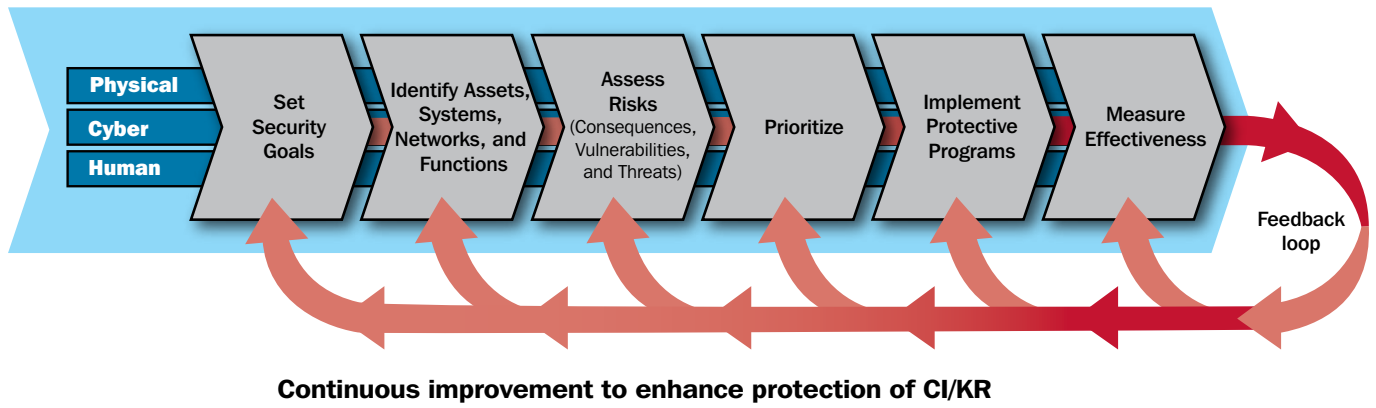 Physical
Cyber
Human
Set
Security
Goals
Identify Assets,
Systems,
Networks, and
Functions
Assess
Risks
(Consequences,
Vulnerabilities,
and Threats)
Prioritize
Implement
Protective
Programs
Measure
Effectiveness
Feedback
loop
Continuous improvement to enhance protection of CI/KR